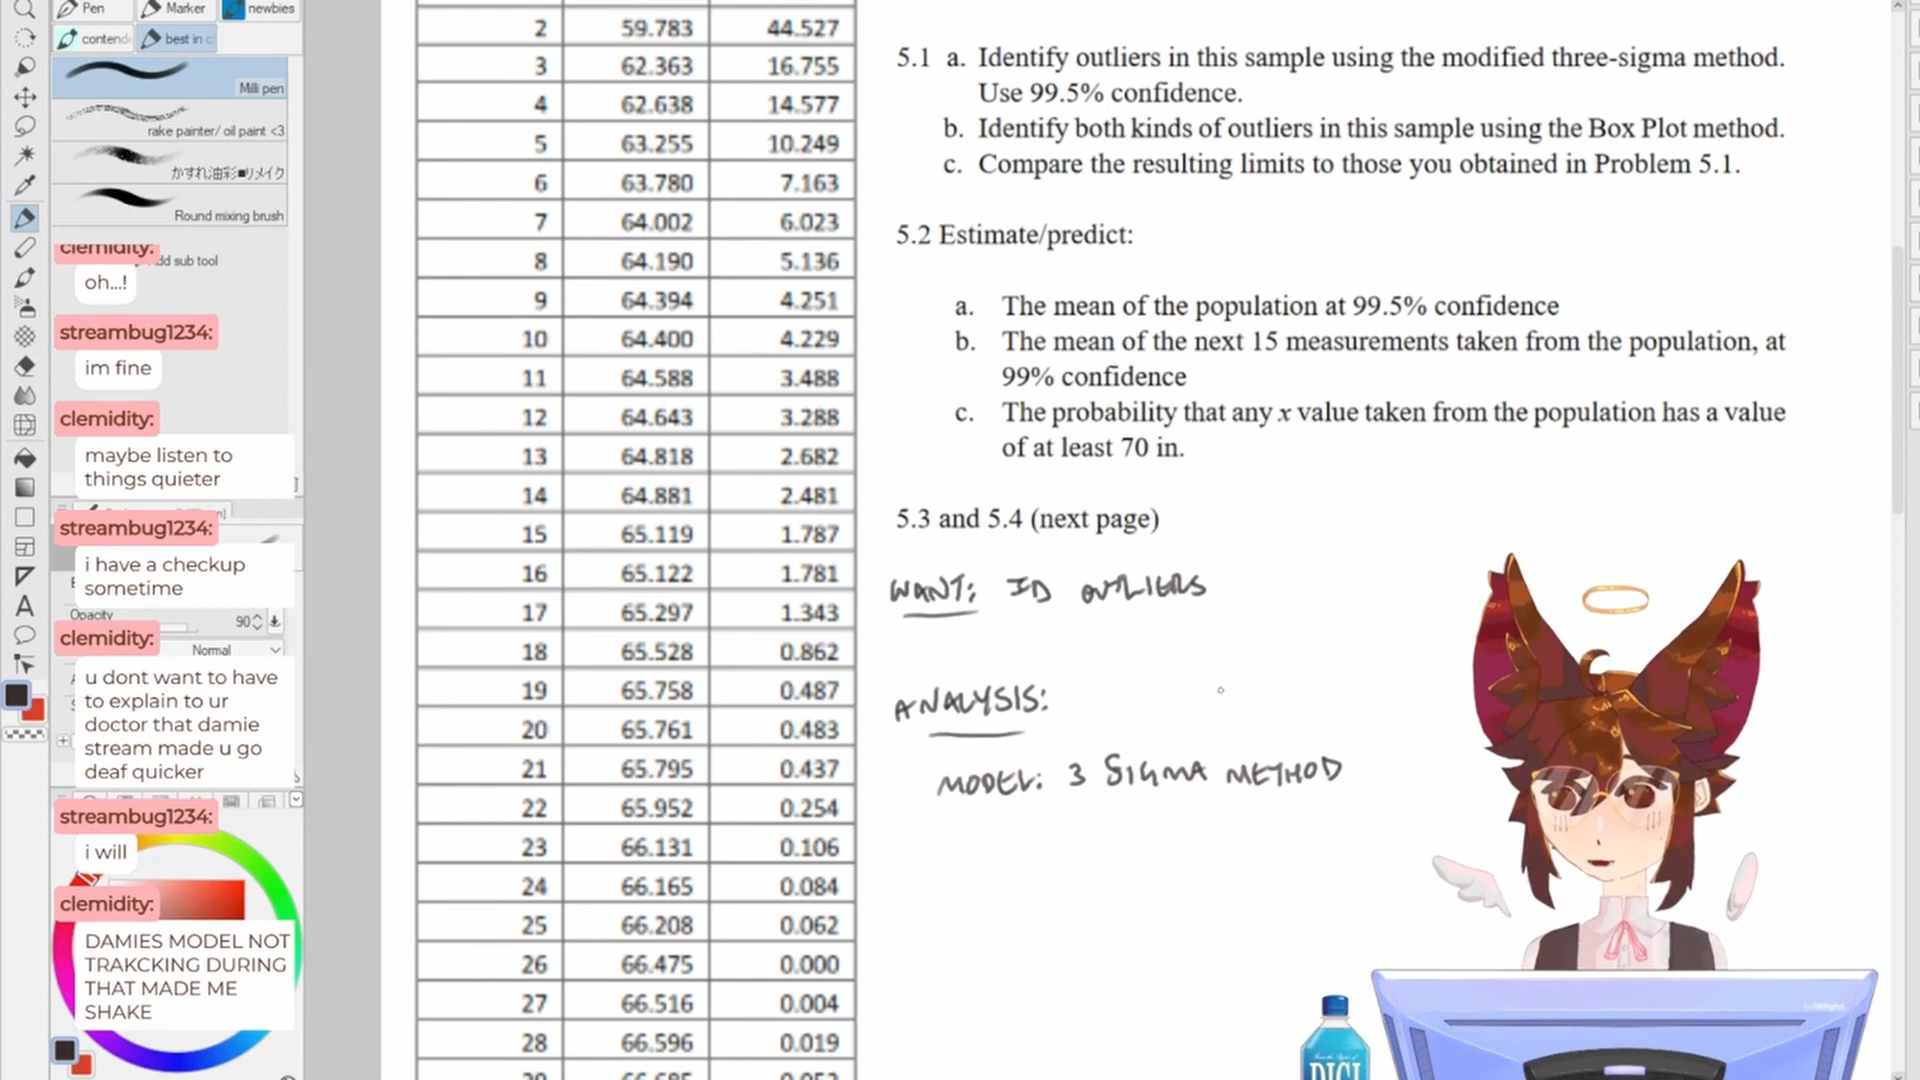 Pen
Marker
newbies
contende
best in c
Milli pen
rake painter/ oil paint <3
かすれ油彩■リメイク
Round mixing brush
clemidity:
dd sub tool
oh...!
streambug1234:
im fine
clemidity:
maybe listen to
things quieter
streambug1234:
i have a checkup
sometime
Opacity
90
clemidity:
Normal
u dont want to have
to explain to ur
doctor that damie
stream made u go
deaf quicker
streambug1234:
i will
clemidity:
DAMIES MODEL NOT
TRAKCKING DURING
THAT MADE ME
SHAKE
2 59.783 44.527
3 62.363 16.755
4 62.638 14.577
5 63.255 10.249
6 63.780 7.163
7 64.002 6.023
8 64.190 5.136
9 64.394 4.251
10 64.400 4.229
11 64.588 3.488
12 64.643 3.288
13 64.818 2.682
14 64.881 2.481
15 65.119 1.787
16 65.122 1.781
17 65.297 1.343
18 65.528 0.862
19 65.758 0.487
20 65.761 0.483
21 65.795 0.437
22 65.952 0.254
23 66.131 0.106
24 66.165 0.084
25 66.208 0.062
26 66.475 0.000
27 66.516 0.004
28 66.596 0.019
5.1 a. Identify outliers in this sample using the modified three-sigma method.
Use 99.5% confidence.
b. Identify both kinds of outliers in this sample using the Box Plot method.
c. Compare the resulting limits to those you obtained in Problem 5.1.
5.2 Estimate/predict:
a. The mean of the population at 99.5% confidence
b. The mean of the next 15 measurements taken from the population, at
99% confidence
c. The probability that any x value taken from the population has a value
of at least 70 in.
5.3 and 5.4 (next page)
WANT: ID OUTLIERS
ANALYSIS:
MODEL: 3 SIGMA METHOD
DIGI